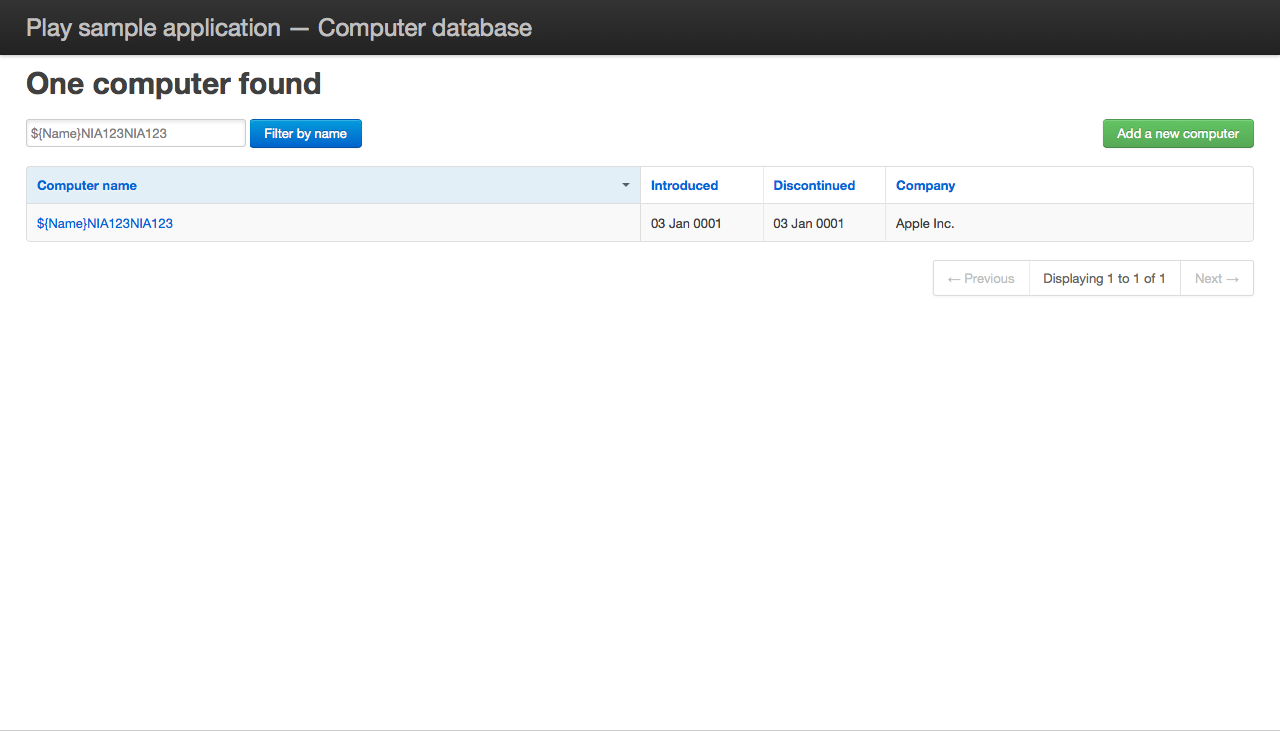 Play sample application — Computer database
One computer found
${Name}NIA123NIA123 Filter by name Add a new computer
Computer name Introduced Discontinued Company
${Name}NIA123NIA123 03 Jan 0001 03 Jan 0001 Apple Inc.
← Previous Displaying 1 to 1 of 1 Next →